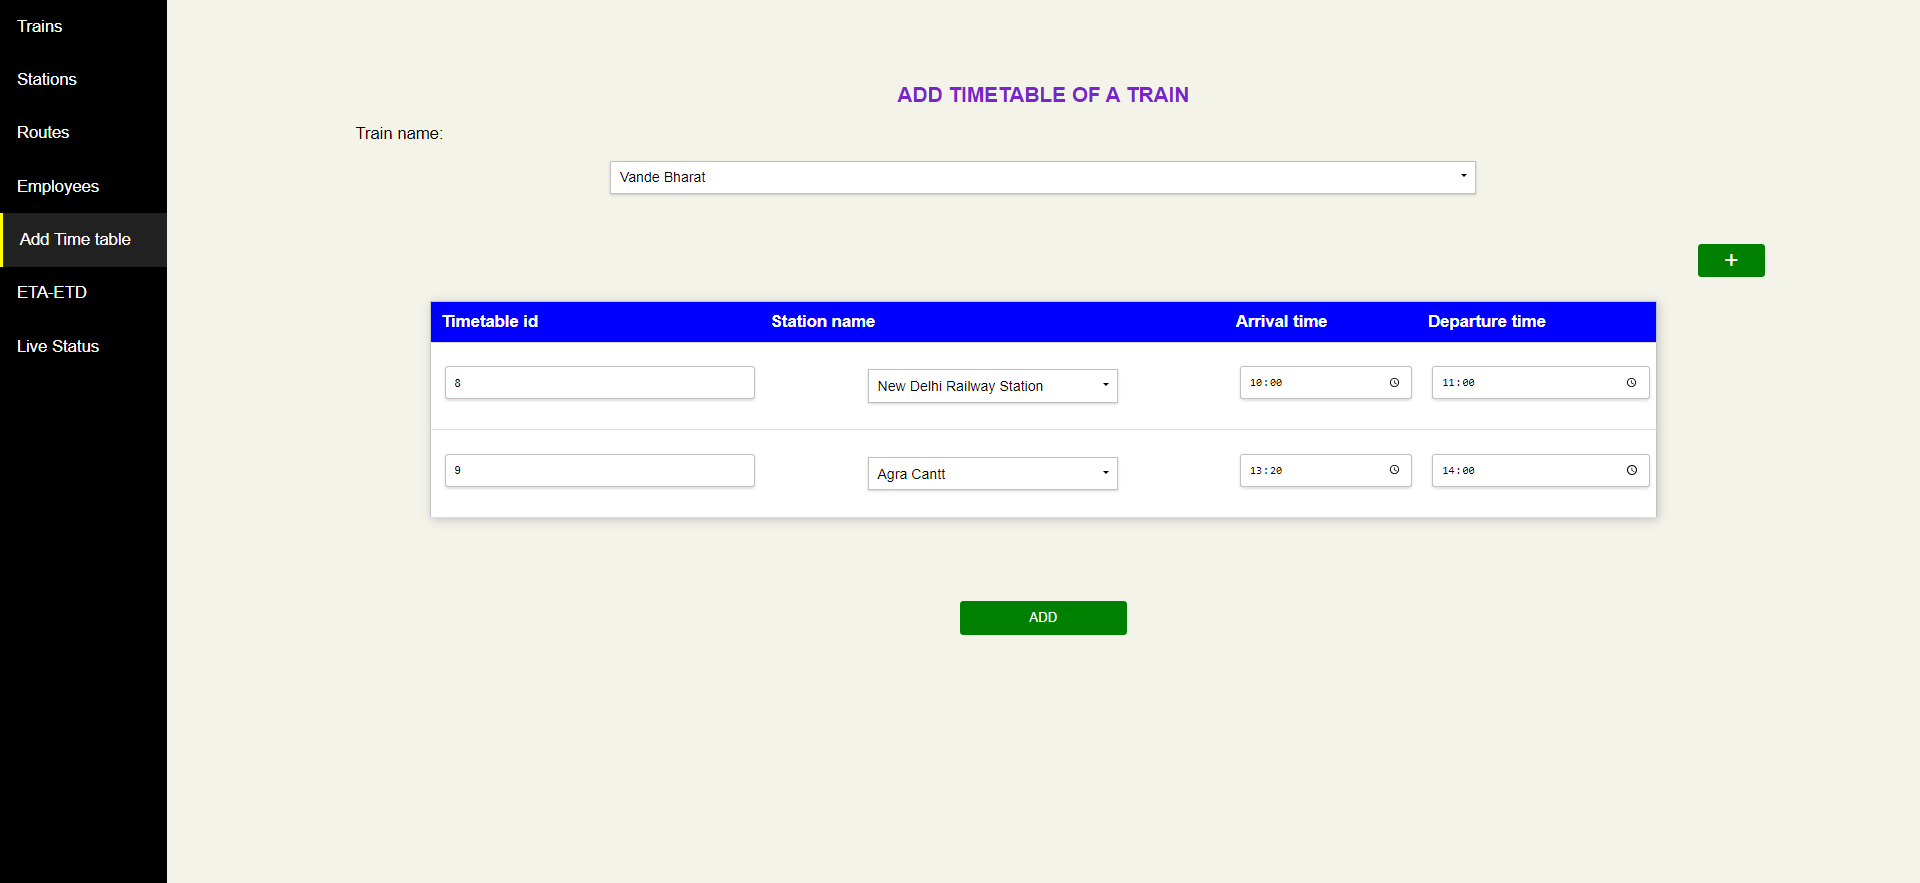 Trains
Stations
Routes
Employees
Add Time table
ETA-ETD
Live Status
ADD TIMETABLE OF A TRAIN
Train name:
Vande Bharat
+
Timetable id Station name Arrival time Departure time
8 New Delhi Railway Station 10:00 11:00
9 Agra Cantt 13:20 14:00
ADD